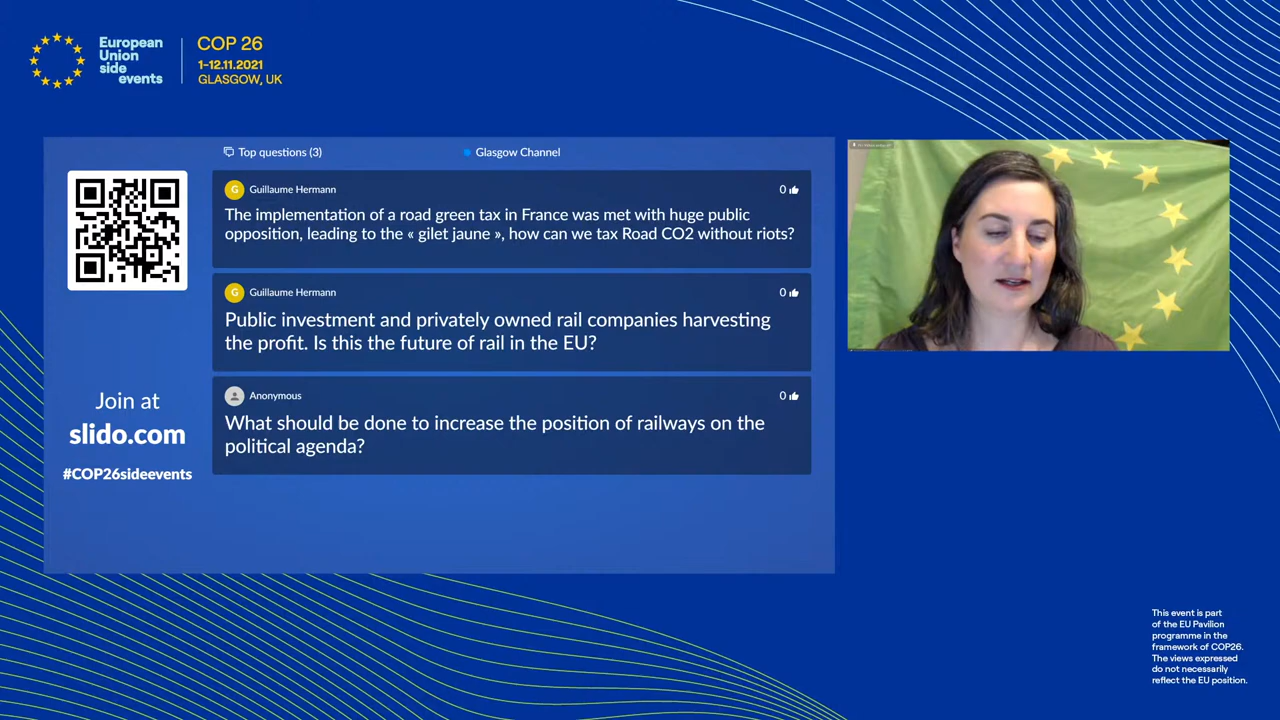 European
Union
side
events
COP 26
1-12.11.2021
GLASGOW, UK
Top questions (3)
Glasgow Channel
G Guillaume Hermann
0
The implementation of a road green tax in France was met with huge public
opposition, leading to the « gilet jaune », how can we tax Road CO2 without riots?
G Guillaume Hermann
0
Public investment and privately owned rail companies harvesting
the profit. Is this the future of rail in the EU?
Anonymous
0
What should be done to increase the position of railways on the
political agenda?
Join at
slido.com
#COP26sideevents
This event is part
of the EU Pavilion
programme in the
framework of COP26.
The views expressed
do not necessarily
reflect the EU position.